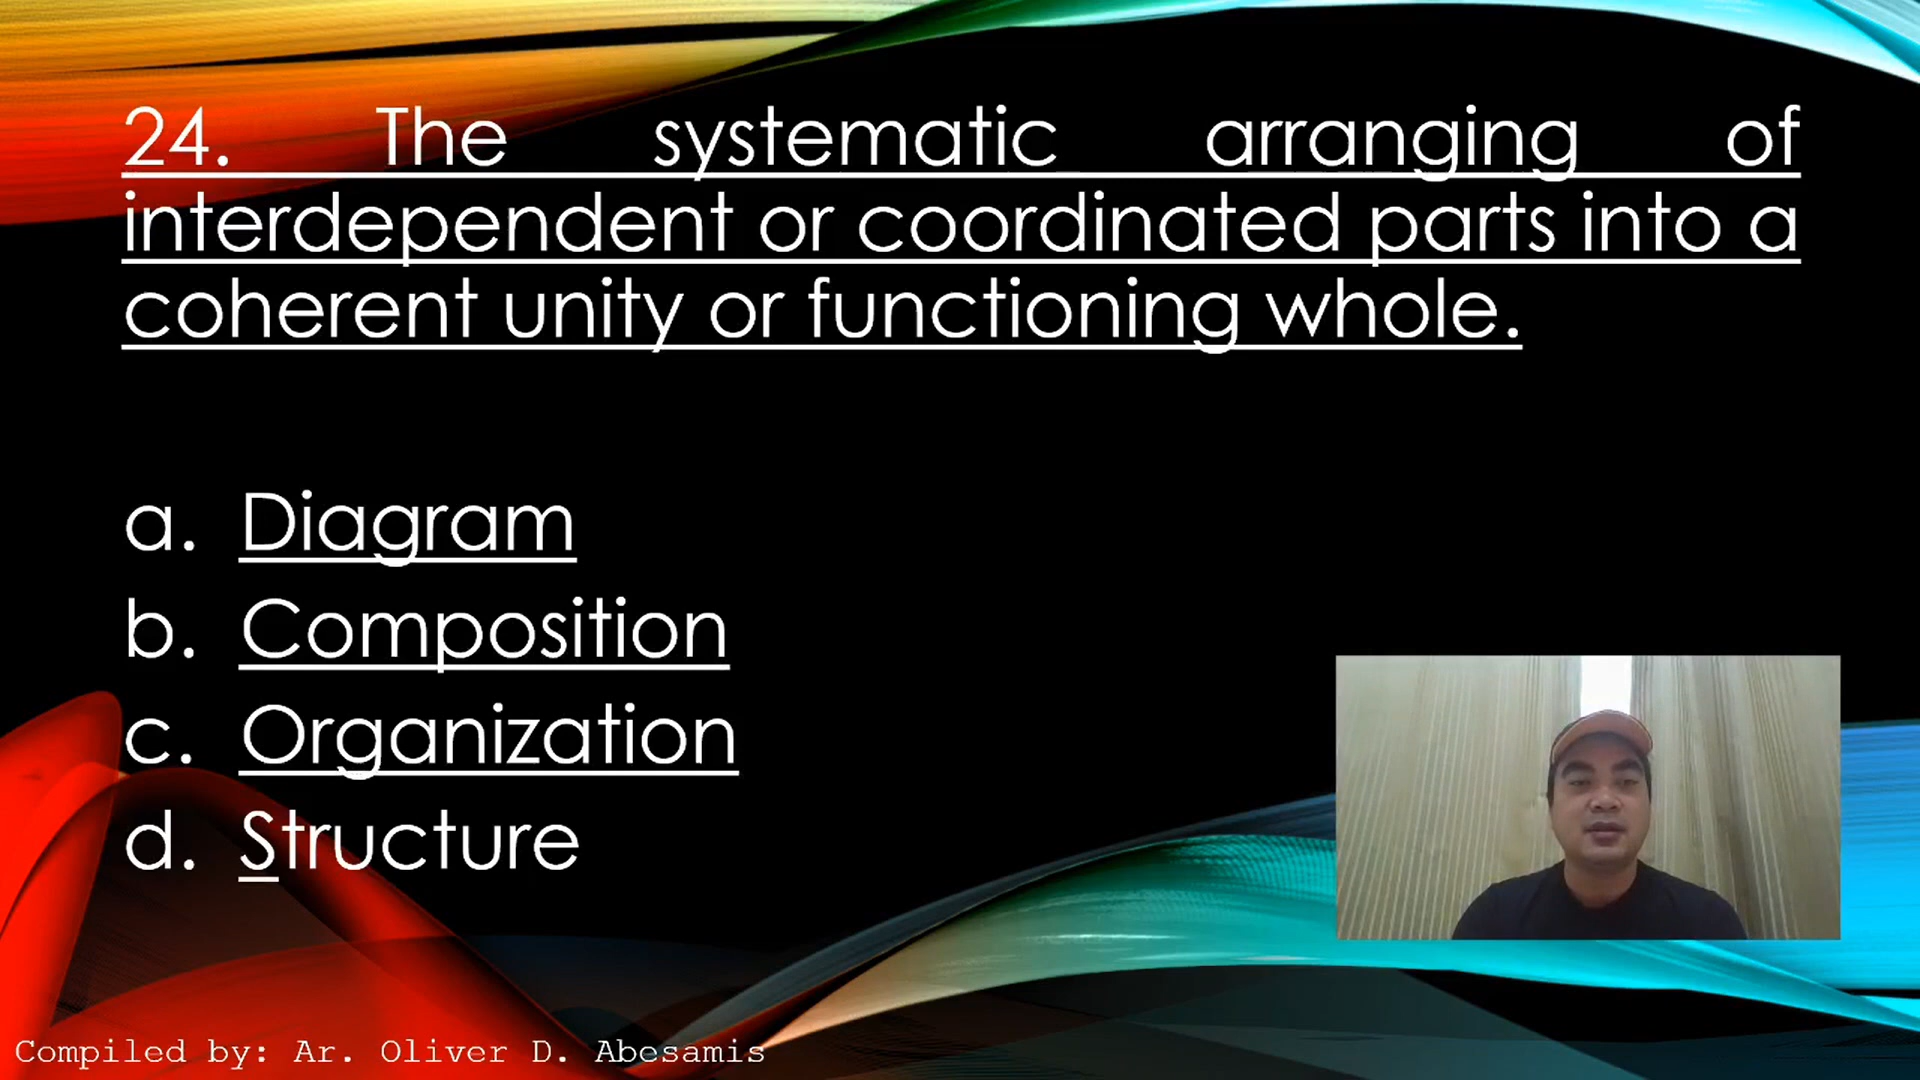 24. The systematic arranging of
interdependent or coordinated parts into a
coherent unity or functioning whole.
a. Diagram
b. Composition
c. Organization
d. Structure
Compiled by: Ar. Oliver D. Abesamis